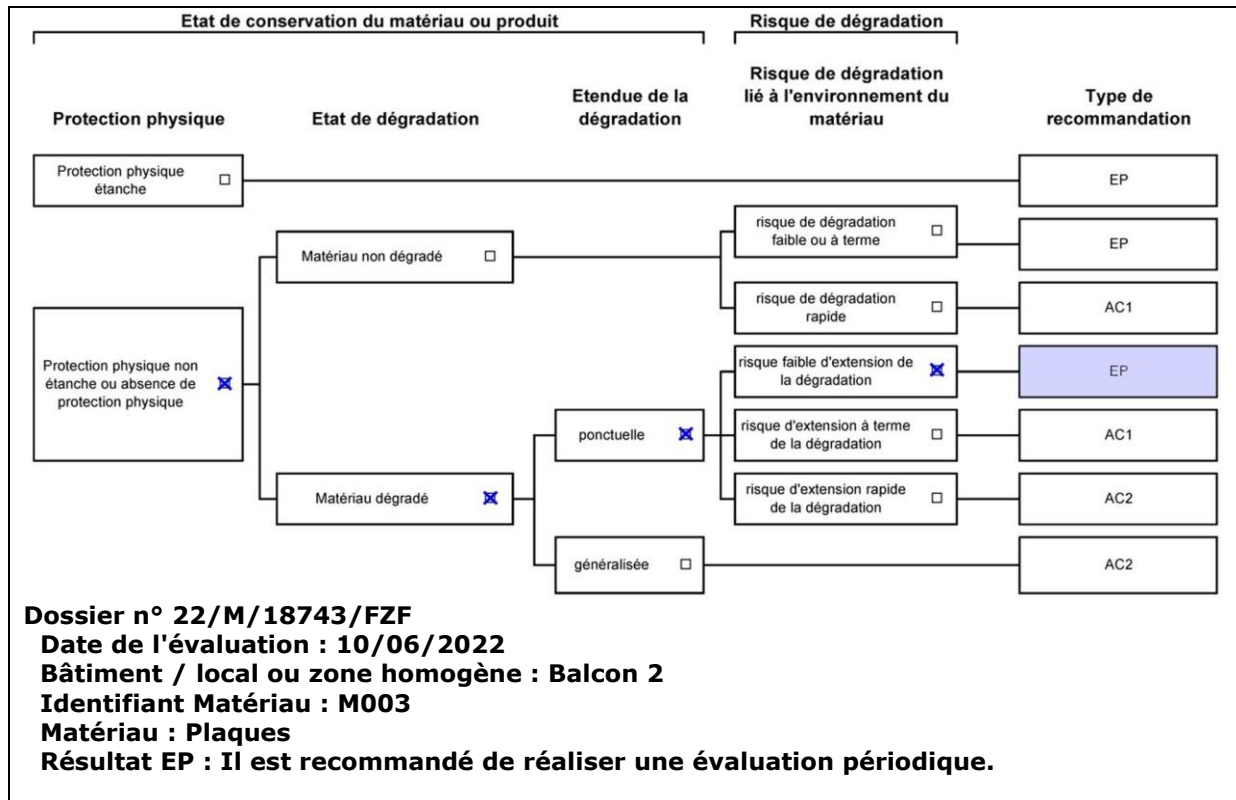 Etat de conservation du matériau ou produit
Risque de dégradation
Protection physique
Etat de dégradation
Etendue de la
dégradation
Risque de dégradation
lié à l'environnement du
matériau
Type de
recommandation
Protection physique
étanche
EP
Matériau non dégradé
risque de dégradation
faible ou à terme
EP
risque de dégradation
rapide
AC1
Protection physique non
étanche ou absence de
protection physique
risque faible d'extension de
la dégradation
EP
ponctuelle
risque d'extension à terme
de la dégradation
AC1
Matériau dégradé
risque d'extension rapide
de la dégradation
AC2
généralisée
AC2
Dossier n° 22/M/18743/FZF
Date de l'évaluation : 10/06/2022
Bâtiment / local ou zone homogène : Balcon 2
Identifiant Matériau : M003
Matériau : Plaques
Résultat EP : Il est recommandé de réaliser une évaluation périodique.